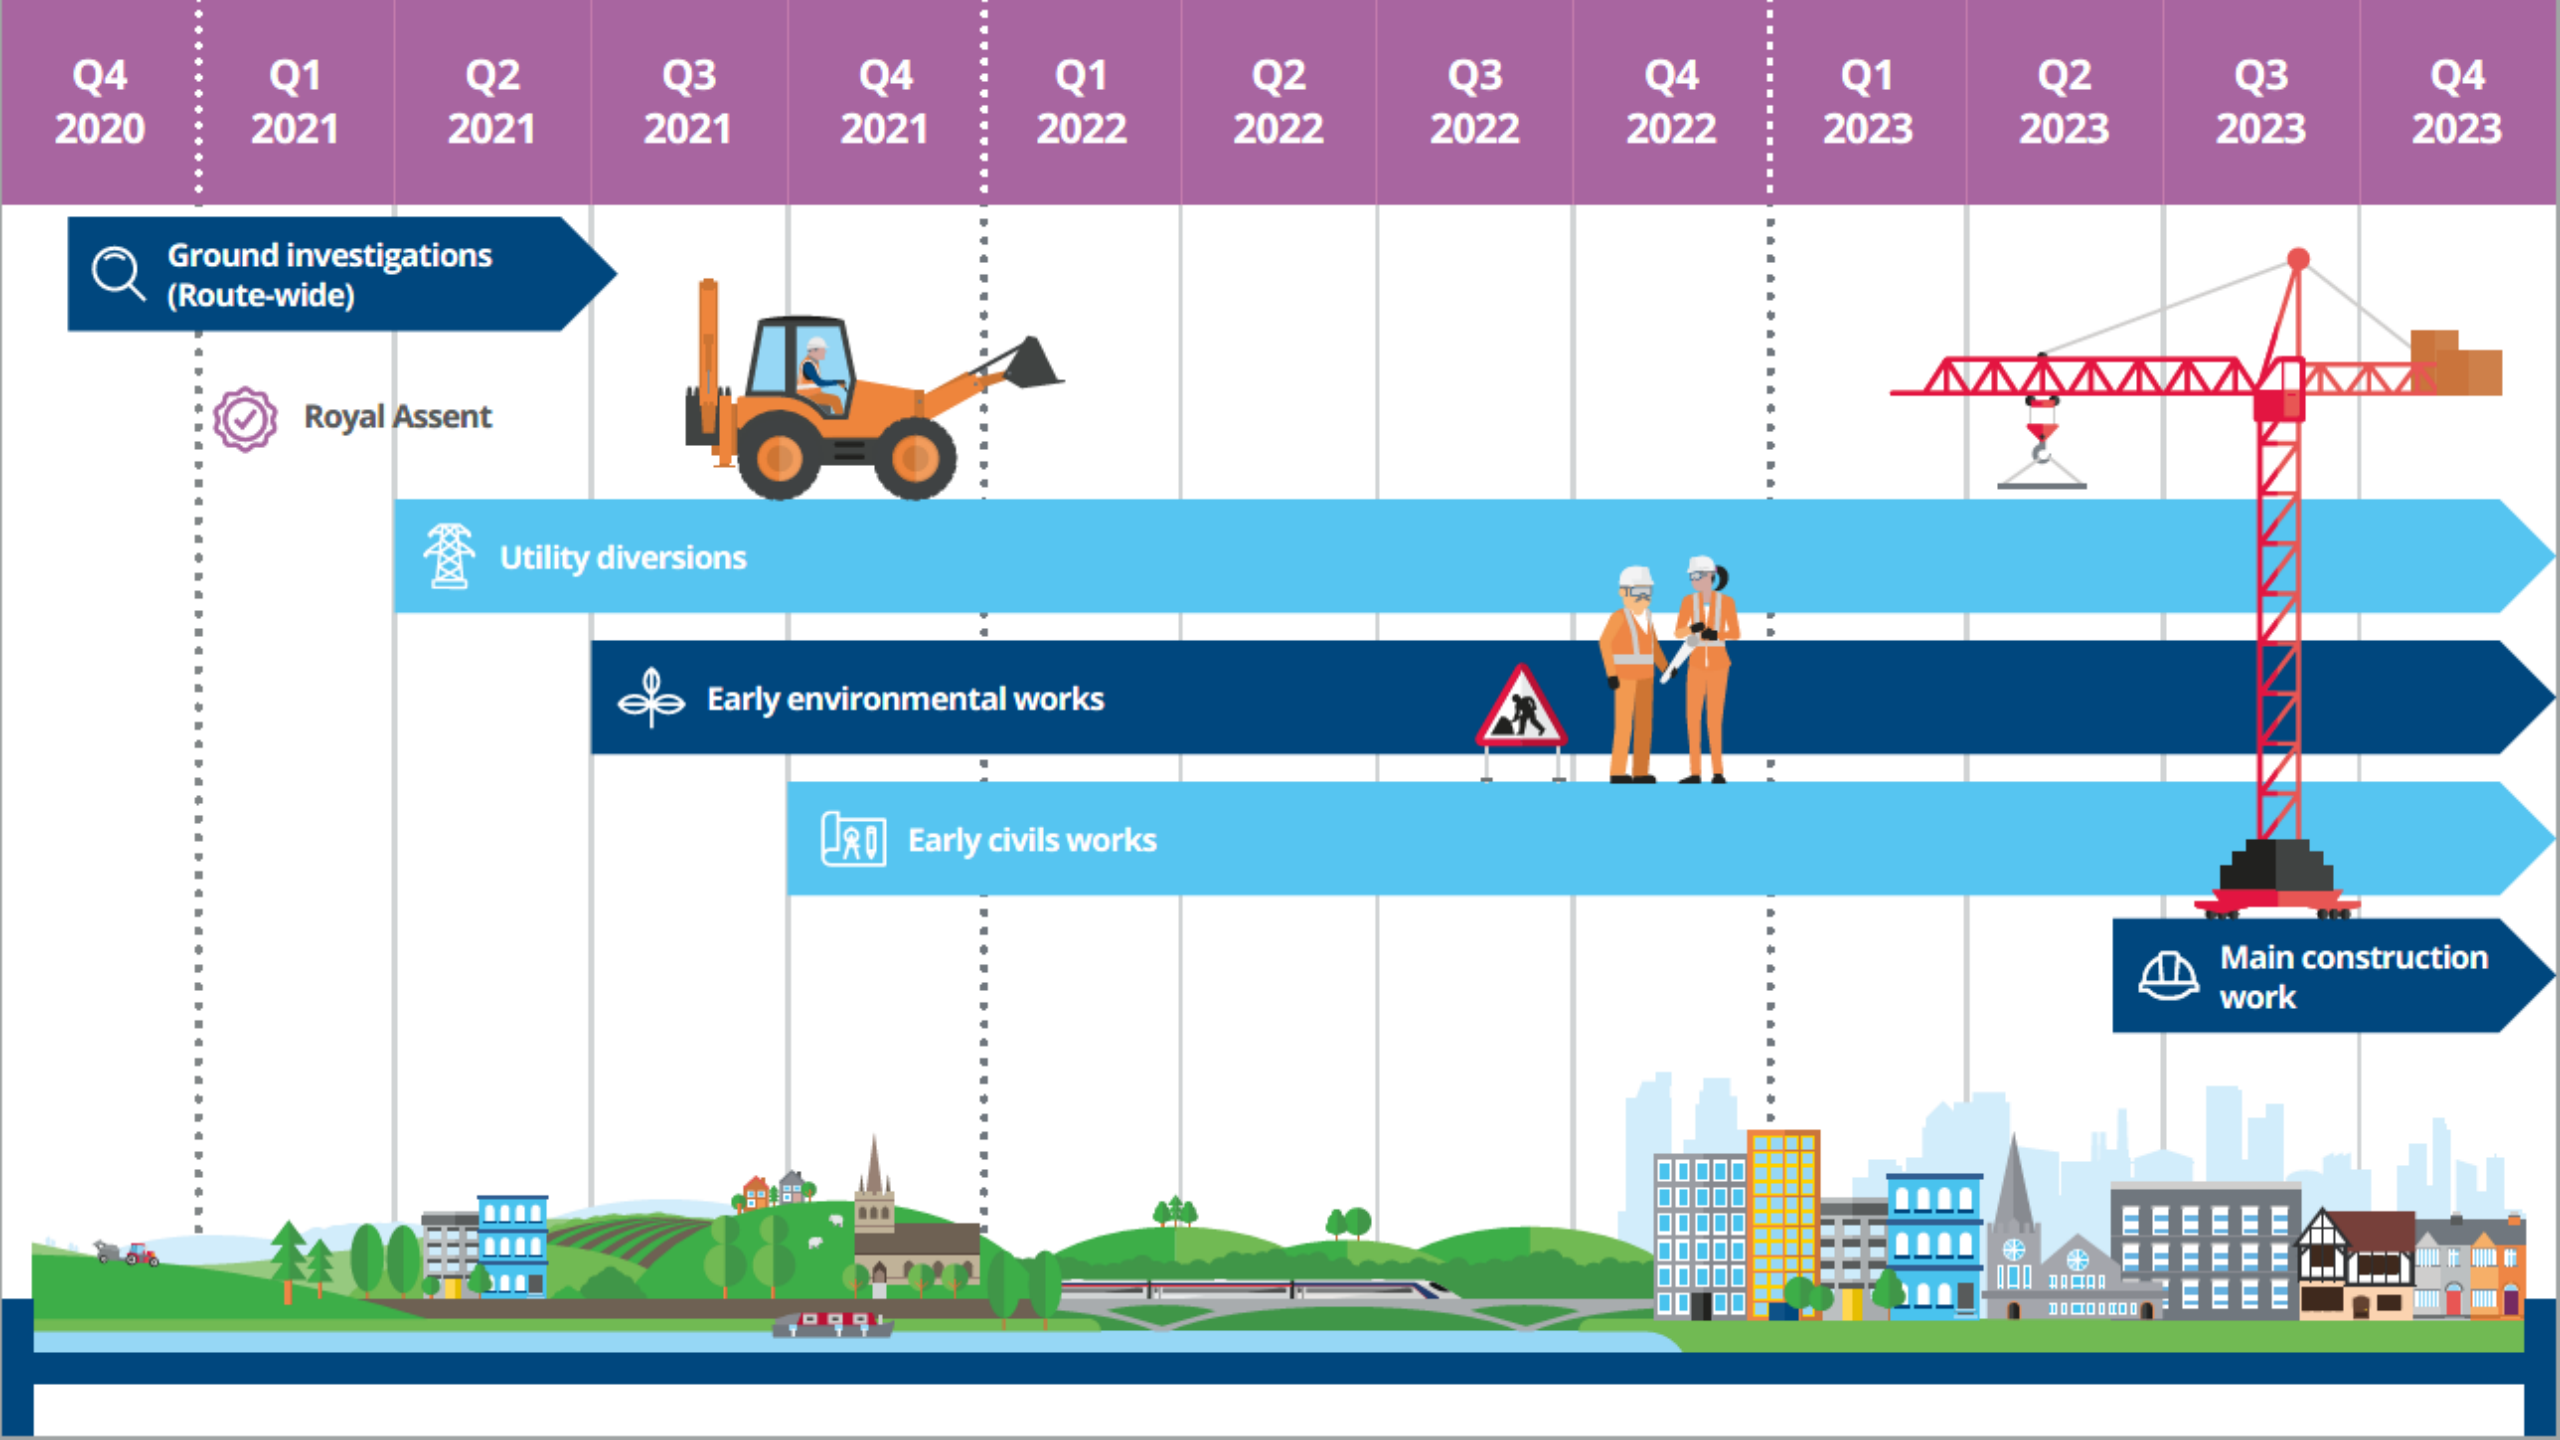 Q4 Q1 Q2 Q3 Q4 Q1 Q2 Q3 Q4 Q1 Q2 Q3 Q4
2020 2021 2021 2021 2021 2022 2022 2022 2022 2023 2023 2023 2023
Ground investigations
(Route-wide)
Royal Assent
Utility diversions
Early environmental works
Early civils works
Main construction
work